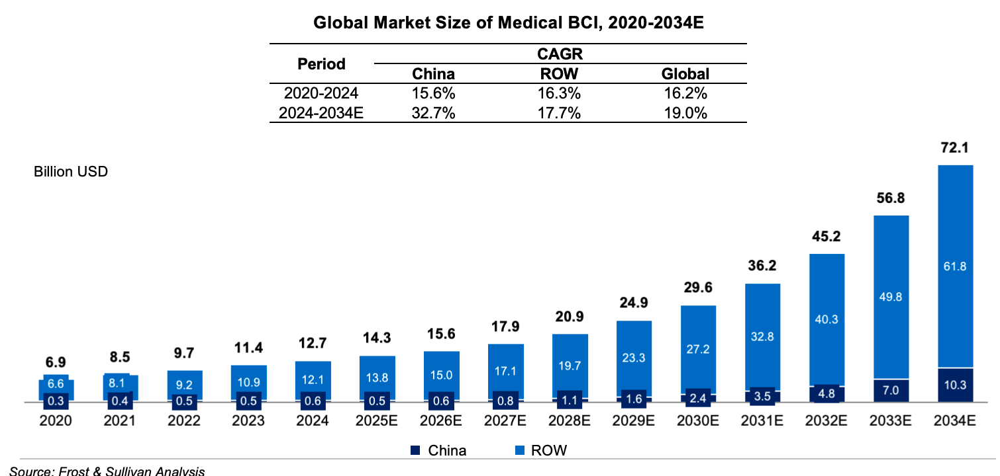 Global Market Size of Medical BCI, 2020-2034E
Period CAGR
China ROW Global
2020-2024 15.6% 16.3% 16.2%
2024-2034E 32.7% 17.7% 19.0%
Billion USD
6.9 8.5 9.7 11.4 12.7 14.3 15.6 17.9 20.9 24.9 29.6 36.2 45.2 56.8 72.1
6.6 8.1 9.2 10.9 12.1 13.8 15.0 17.1 19.7 23.3 27.2 32.8 40.3 49.8 61.8
0.3 0.4 0.5 0.5 0.6 0.5 0.6 0.8 1.1 1.6 2.4 3.5 4.8 7.0 10.3
2020 2021 2022 2023 2024 2025E 2026E 2027E 2028E 2029E 2030E 2031E 2032E 2033E 2034E
China ROW
Source: Frost & Sullivan Analysis